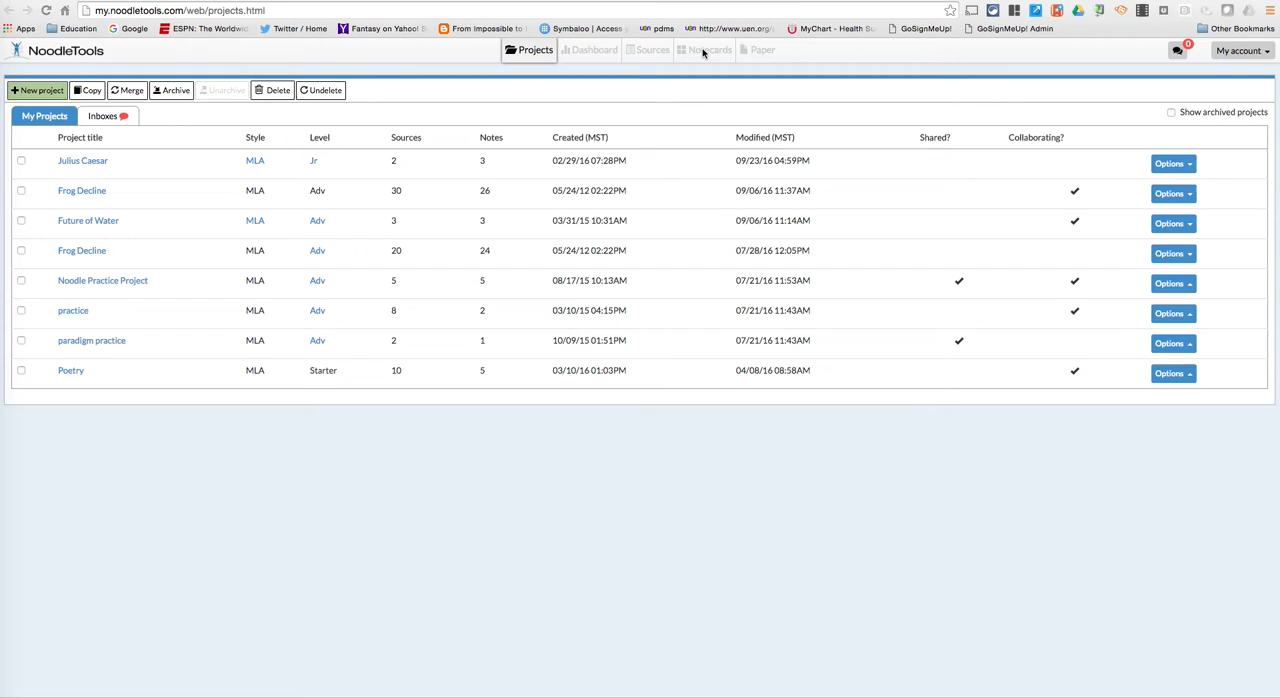 my.noodletools.com/web/projects.html
Apps Education Google ESPN: The Worldwid Twitter / Home Fantasy on Yahoo! S From Impossible to Symbaloo | Access pdms http://www.uen.org/ MyChart - Health Su GoSignMeUp! GoSignMeUp! Admin Other Bookmarks
NoodleTools Projects Dashboard Sources Notecards Paper 0 My account
New project Copy Merge Archive Unarchive Delete Undelete
My Projects Inboxes Show archived projects
Project title Style Level Sources Notes Created (MST) Modified (MST) Shared? Collaborating?
Julius Caesar MLA Jr 2 3 02/29/16 07:28PM 09/23/16 04:59PM Options
Frog Decline MLA Adv 30 26 05/24/12 02:22PM 09/06/16 11:37AM Options
Future of Water MLA Adv 3 3 03/31/15 10:31AM 09/06/16 11:14AM Options
Frog Decline MLA Adv 20 24 05/24/12 02:22PM 07/28/16 12:05PM Options
Noodle Practice Project MLA Adv 5 5 08/17/15 10:13AM 07/21/16 11:53AM Options
practice MLA Adv 8 2 03/10/15 04:15PM 07/21/16 11:43AM Options
paradigm practice MLA Adv 2 1 10/09/15 01:51PM 07/21/16 11:43AM Options
Poetry MLA Starter 10 5 03/10/16 01:03PM 04/08/16 08:58AM Options